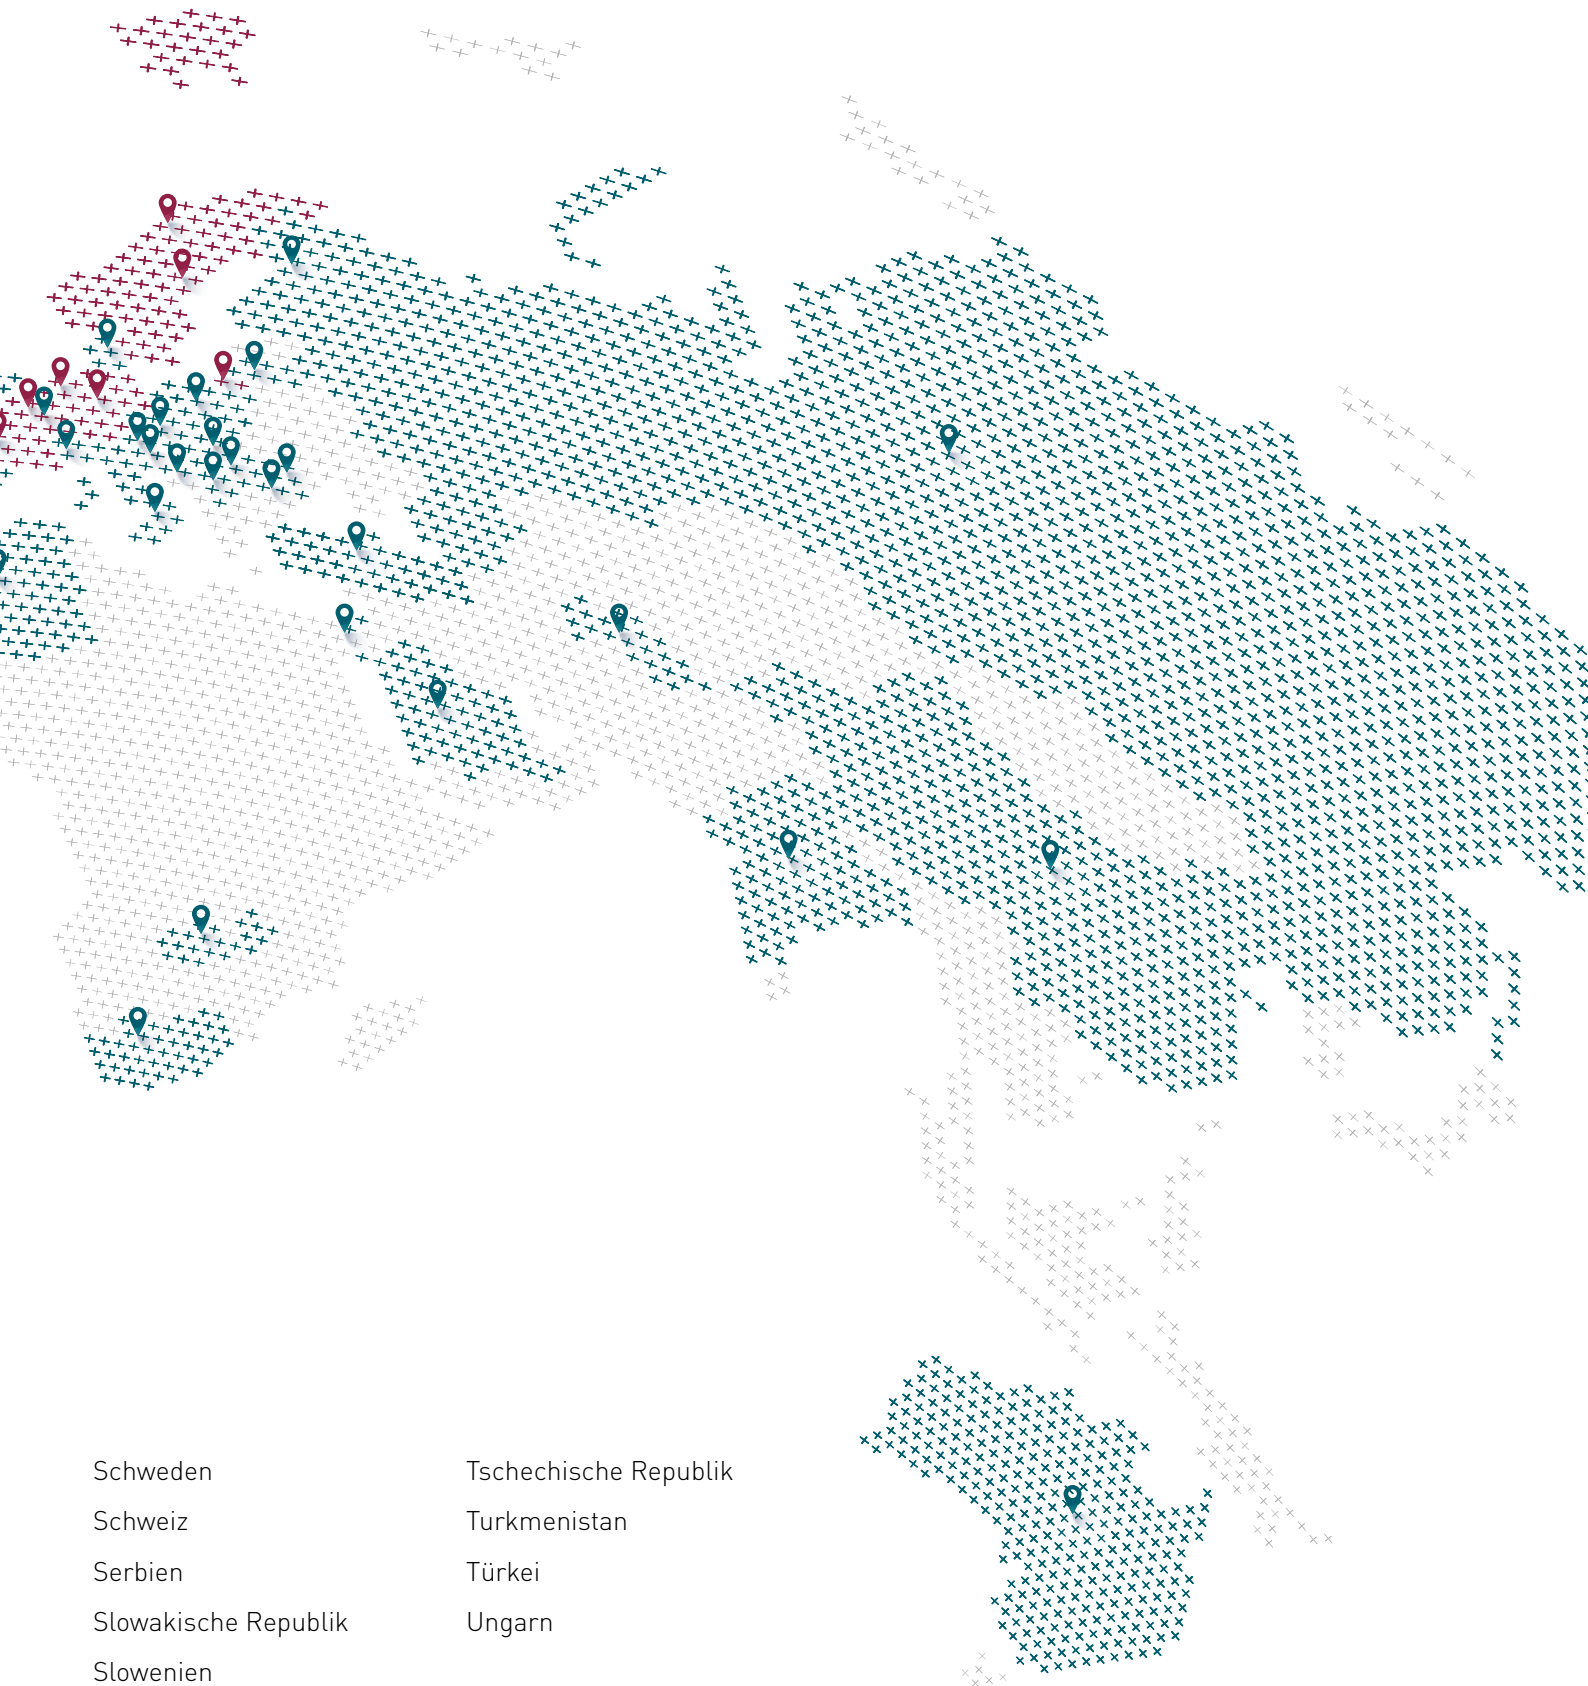 Schweden
Schweiz
Serbien
Slowakische Republik
Slowenien
Tschechische Republik
Turkmenistan
Türkei
Ungarn